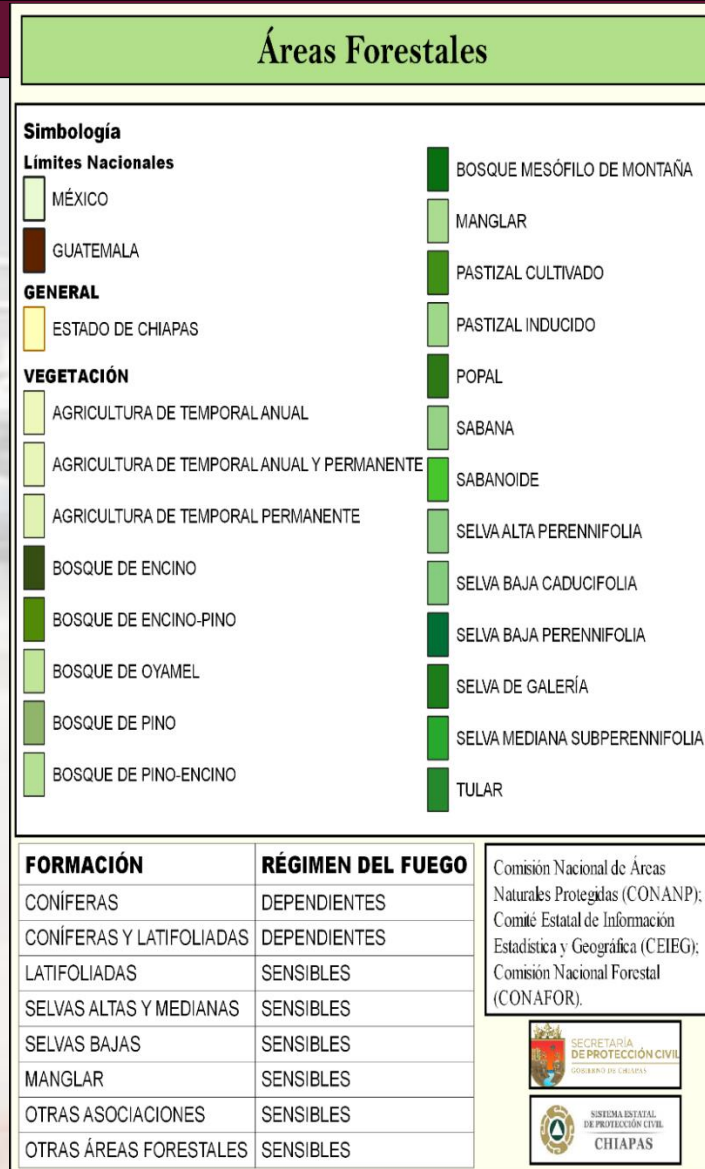 Áreas Forestales
Simbología
Límites Nacionales
MÉXICO
GUATEMALA
GENERAL
ESTADO DE CHIAPAS
VEGETACIÓN
AGRICULTURA DE TEMPORAL ANUAL
AGRICULTURA DE TEMPORAL ANUAL Y PERMANENTE
AGRICULTURA DE TEMPORAL PERMANENTE
BOSQUE DE ENCINO
BOSQUE DE ENCINO-PINO
BOSQUE DE OYAMEL
BOSQUE DE PINO
BOSQUE DE PINO-ENCINO
BOSQUE MESÓFILO DE MONTAÑA
MANGLAR
PASTIZAL CULTIVADO
PASTIZAL INDUCIDO
POPAL
SABANA
SABANOIDE
SELVA ALTA PERENNIFOLIA
SELVA BAJA CADUCIFOLIA
SELVA BAJA PERENNIFOLIA
SELVA DE GALERÍA
SELVA MEDIANA SUBPERENNIFOLIA
TULAR
FORMACIÓN RÉGIMEN DEL FUEGO
CONÍFERAS DEPENDIENTES
CONÍFERAS Y LATIFOLIADAS DEPENDIENTES
LATIFOLIADAS SENSIBLES
SELVAS ALTAS Y MEDIANAS SENSIBLES
SELVAS BAJAS SENSIBLES
MANGLAR SENSIBLES
OTRAS ASOCIACIONES SENSIBLES
OTRAS ÁREAS FORESTALES SENSIBLES
Comisión Nacional de Áreas
Naturales Protegidas (CONANP);
Comité Estatal de Información
Estadística y Geográfica (CEIEG);
Comisión Nacional Forestal
(CONAFOR).
SECRETARÍA
DE PROTECCIÓN CIVIL
GOBIERNO DE CHIAPAS
SISTEMA ESTATAL
DE PROTECCIÓN CIVIL
CHIAPAS